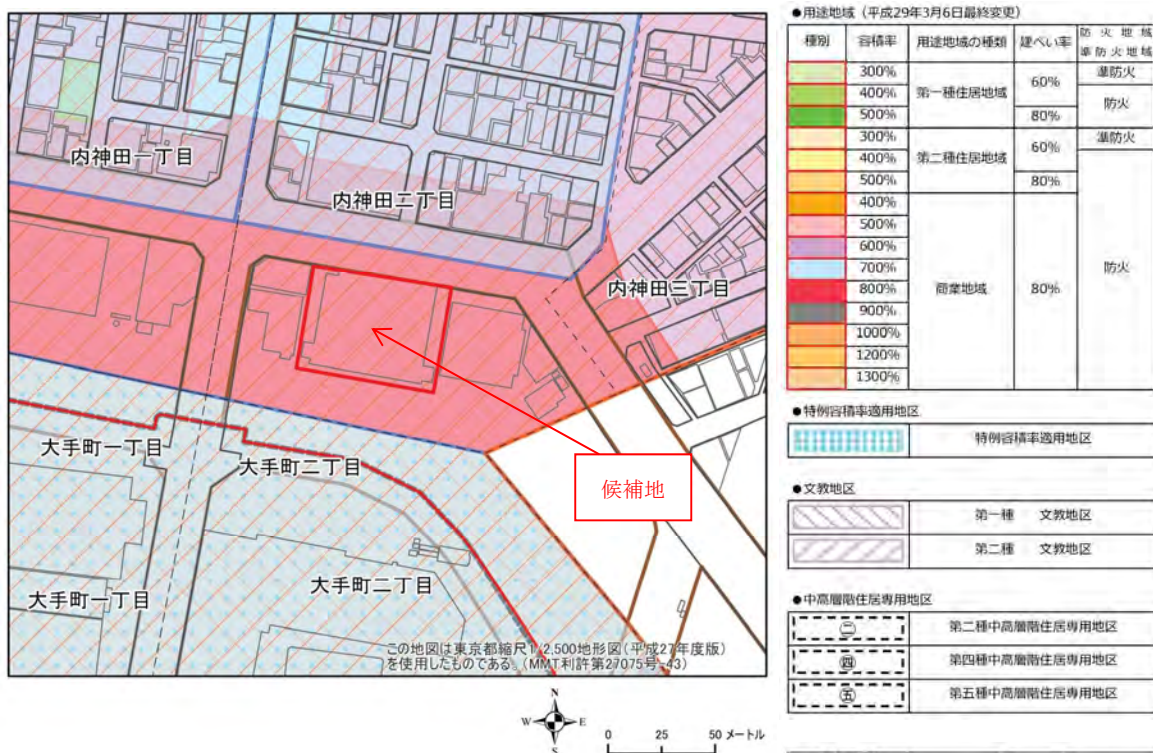 内神田一丁目
内神田二丁目
内神田三丁目
大手町一丁目
大手町二丁目
候補地
大手町一丁目
大手町二丁目
この地図は東京都縮尺1/2,500地形図(平成27年度版)
を使用したものである。(MMT利許第27075号-43)
N
W E
S
0 25 50 メートル
●用途地域(平成29年3月6日最終変更)
種別 容積率 用途地域の種類 建ぺい率 防火地域
準防火地域
300% 第一種住居地域 60% 準防火
400% 防火
500% 80%
300% 第二種住居地域 60% 準防火
400% 防火
500% 80%
400% 商業地域 80%
500%
600%
700%
800%
900%
1000%
1200%
1300%
●特例容積率適用地区
特例容積率適用地区
●文教地区
第一種 文教地区
第二種 文教地区
●中高層階住居専用地区
㊁ 第二種中高層階住居専用地区
㊃ 第四種中高層階住居専用地区
㊄ 第五種中高層階住居専用地区